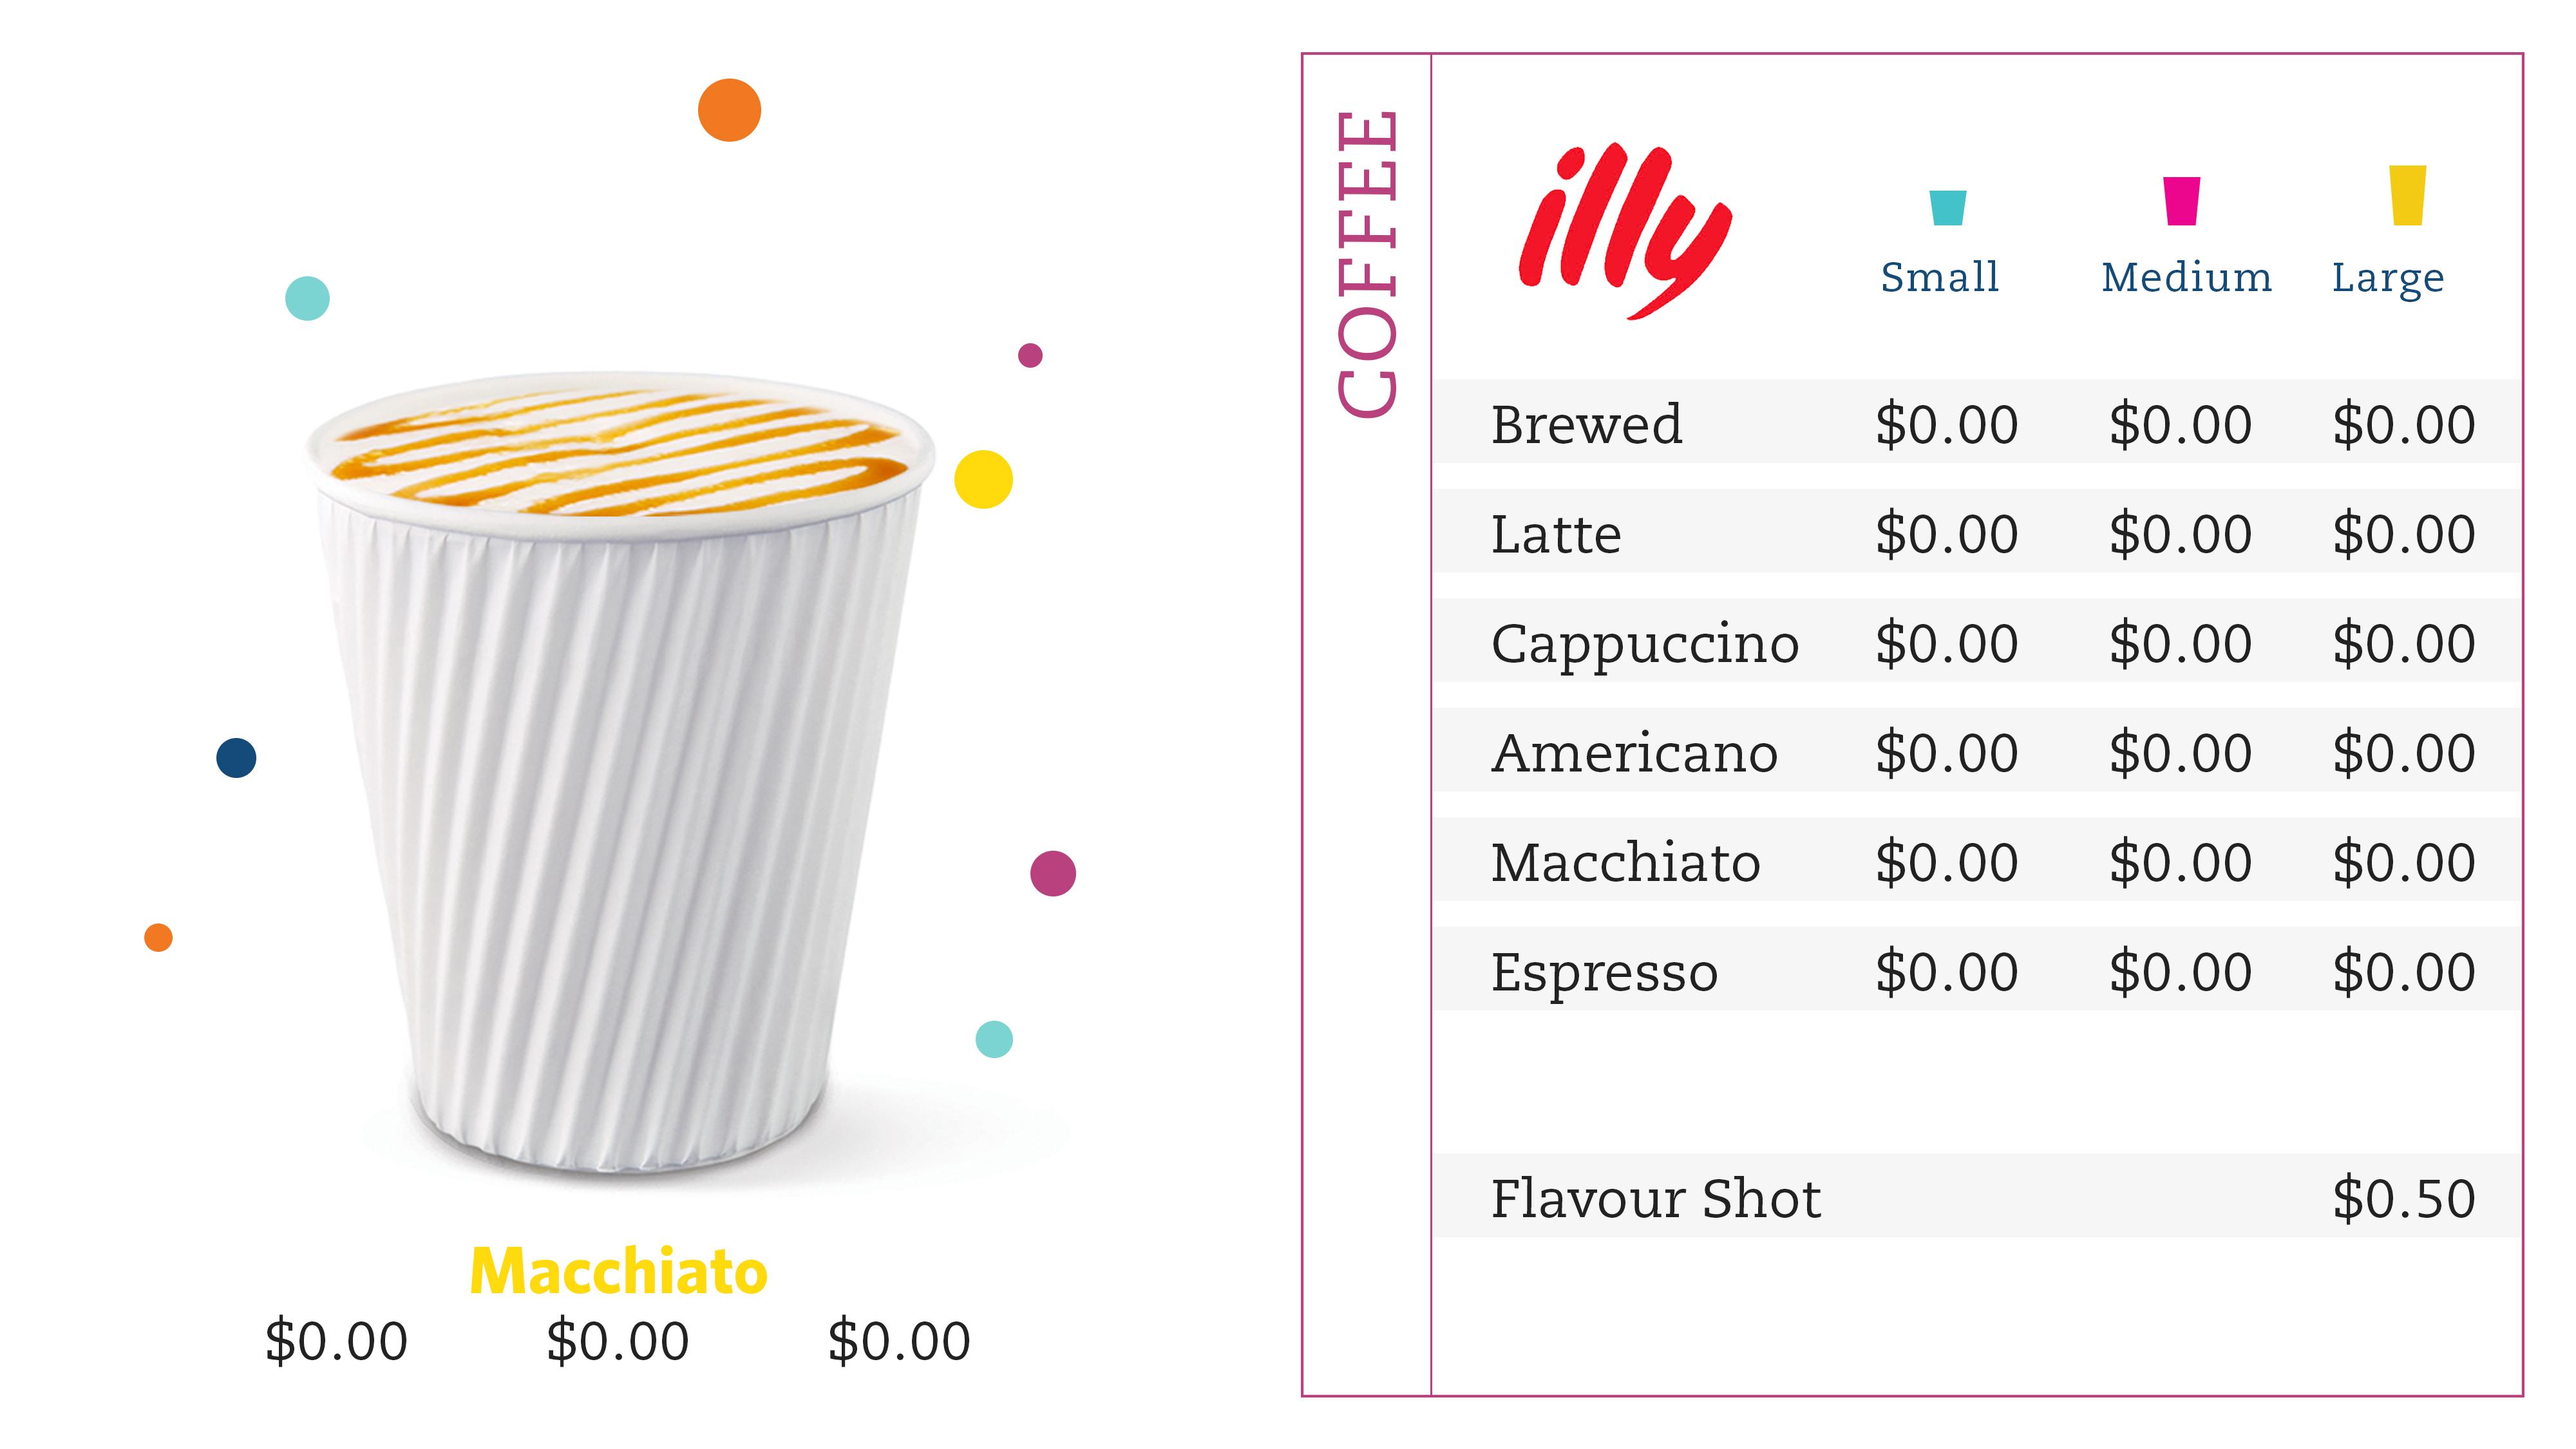 Macchiato
$0.00 $0.00 $0.00
COFFEE
illy
Small Medium Large
Brewed $0.00 $0.00 $0.00
Latte $0.00 $0.00 $0.00
Cappuccino $0.00 $0.00 $0.00
Americano $0.00 $0.00 $0.00
Macchiato $0.00 $0.00 $0.00
Espresso $0.00 $0.00 $0.00
Flavour Shot $0.50